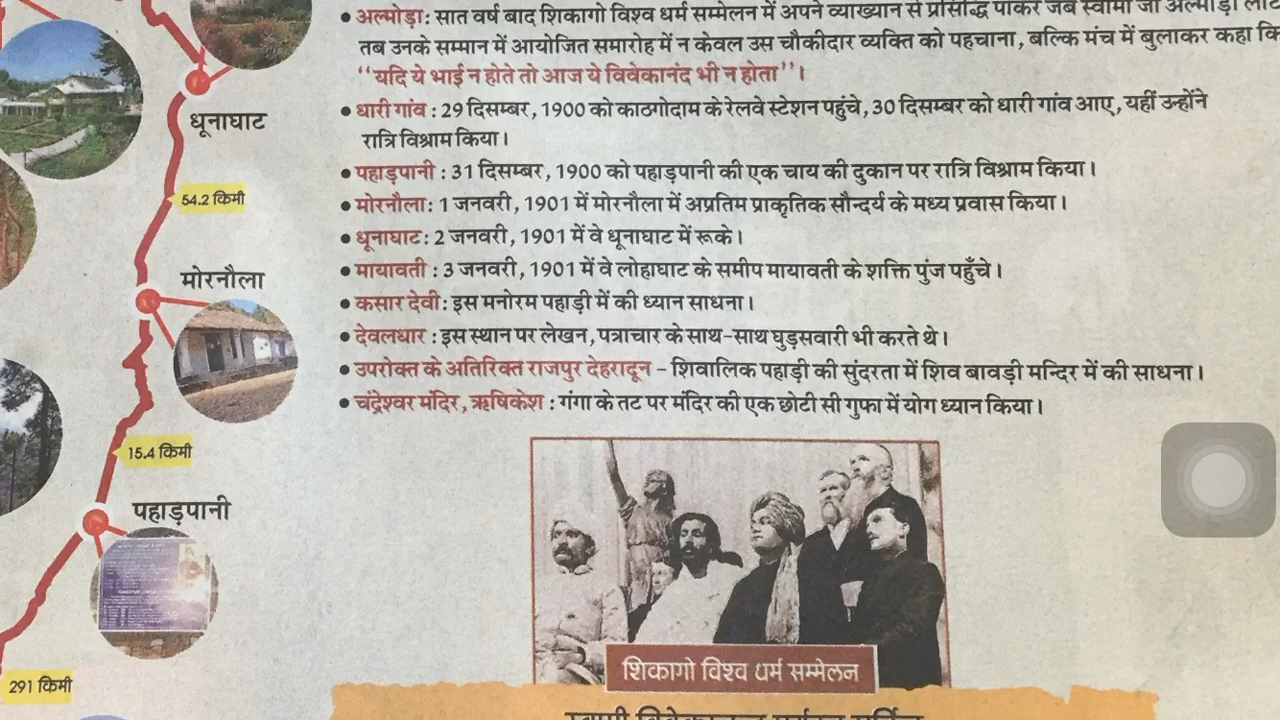 • अल्मोड़ा : सात वर्ष बाद शिकागो विश्व धर्म सम्मेलन में अपने व्याख्यान से प्रसिद्धि पाकर जब स्वामी जी अल्मोड़ा
तब उनके सम्मान में आयोजित समारोह में न केवल उस चौकीदार व्यक्ति को पहचाना, बल्कि मंच में बुलाकर कहा कि
‘‘यदि ये भाई न होते तो आज ये विवेकानंद भी न होता’’।
• धारी गांव : 29 दिसम्बर, 1900 को काठगोदाम के रेलवे स्टेशन पहुंचे, 30 दिसम्बर को धारी गांव आए, यहीं उन्होंने
रात्रि विश्राम किया।
• पहाड़पानी : 31 दिसम्बर, 1900 को पहाड़पानी की एक चाय की दुकान पर रात्रि विश्राम किया।
• मोरनौला : 1 जनवरी, 1901 में मोरनौला में अप्रतिम प्राकृतिक सौन्दर्य के मध्य प्रवास किया।
• धूनाघाट : 2 जनवरी, 1901 में वे धूनाघाट में रूके।
• मायावती : 3 जनवरी, 1901 में वे लोहाघाट के समीप मायावती के शक्ति पुंज पहुँचे।
• कसार देवी : इस मनोरम पहाड़ी में की ध्यान साधना।
• देवलधार : इस स्थान पर लेखन, पत्राचार के साथ-साथ घुड़सवारी भी करते थे।
• उपरोक्त के अतिरिक्त राजपुर देहरादून – शिवालिक पहाड़ी की सुंदरता में शिव बावड़ी मन्दिर में की साधना।
• चंद्रेश्वर मंदिर, ऋषिकेश : गंगा के तट पर मंदिर की एक छोटी सी गुफा में योग ध्यान किया।
धूनाघाट
54.2 किमी
मोरनौला
15.4 किमी
पहाड़पानी
291 किमी
शिकागो विश्व धर्म सम्मेलन